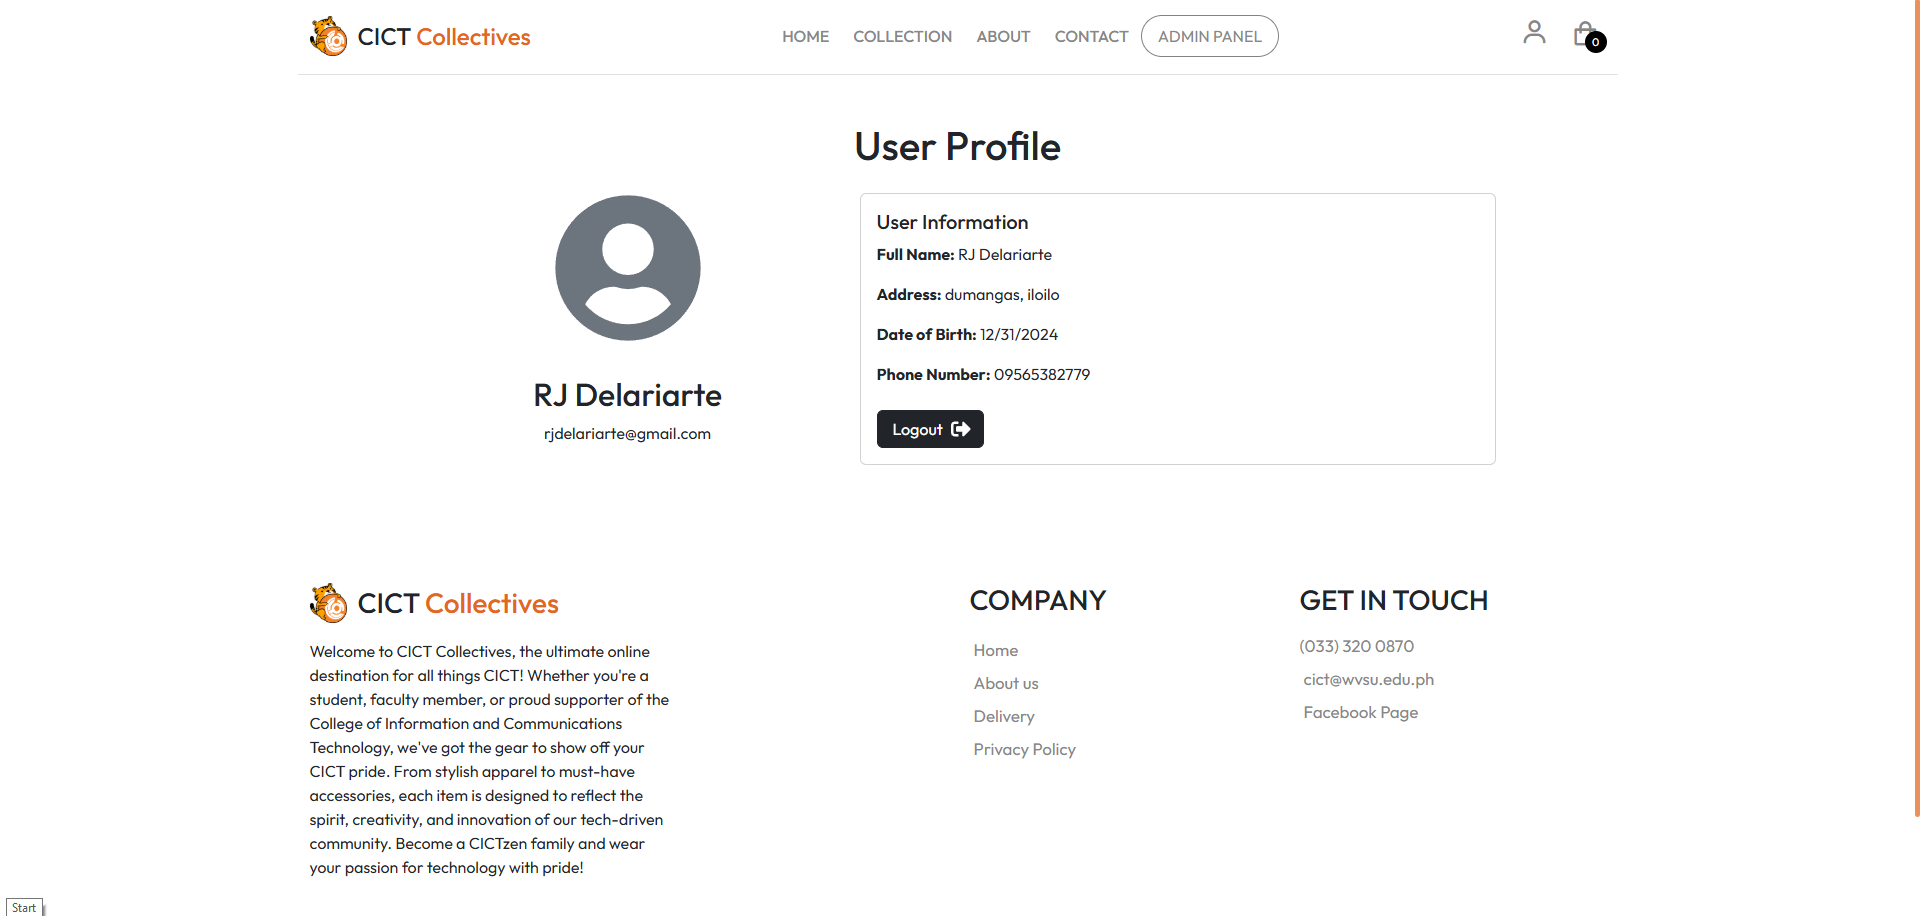 CICT Collectives
HOME COLLECTION ABOUT CONTACT ADMIN PANEL
0
User Profile
RJ Delariarte
rjdelariarte@gmail.com
User Information
Full Name: RJ Delariarte
Address: dumangas, iloilo
Date of Birth: 12/31/2024
Phone Number: 09565382779
Logout
CICT Collectives
Welcome to CICT Collectives, the ultimate online
destination for all things CICT! Whether you're a
student, faculty member, or proud supporter of the
College of Information and Communications
Technology, we've got the gear to show off your
CICT pride. From stylish apparel to must-have
accessories, each item is designed to reflect the
spirit, creativity, and innovation of our tech-driven
community. Become a CICTzen family and wear
your passion for technology with pride!
COMPANY
Home
About us
Delivery
Privacy Policy
GET IN TOUCH
(033) 320 0870
cict@wvsu.edu.ph
Facebook Page
Start